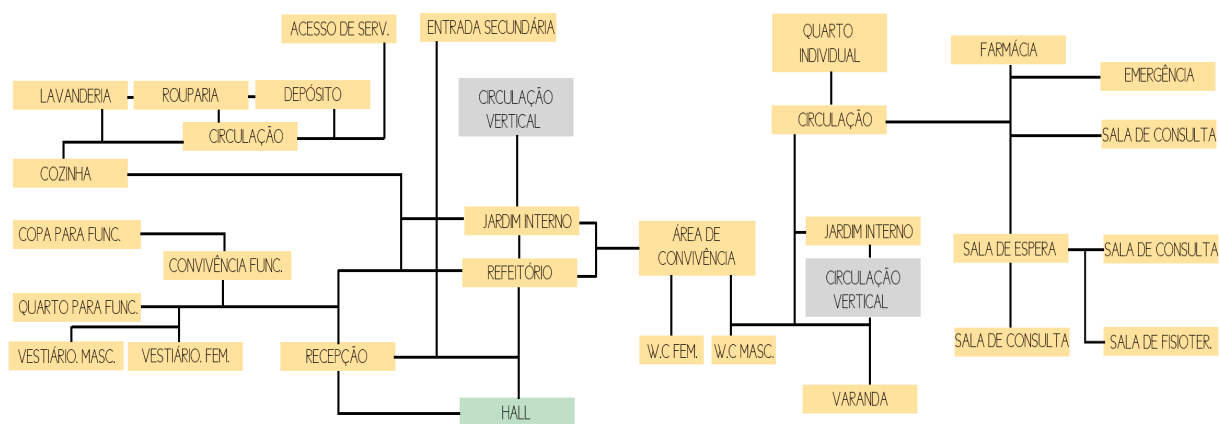 ACESSO DE SERV.
ENTRADA SECUNDÁRIA
QUARTO
INDIVIDUAL
FARMÁCIA
EMERGÊNCIA
LAVANDERIA
ROUPARIA
DEPÓSITO
CIRCULAÇÃO
VERTICAL
CIRCULAÇÃO
CIRCULAÇÃO
SALA DE CONSULTA
COZINHA
JARDIM INTERNO
COPA PARA FUNC.
CONVIVÊNCIA FUNC.
REFEITÓRIO
ÁREA DE
CONVIVÊNCIA
JARDIM INTERNO
SALA DE ESPERA
SALA DE CONSULTA
CIRCULAÇÃO
VERTICAL
QUARTO PARA FUNC.
VESTIÁRIO. MASC.
VESTIÁRIO. FEM.
RECEPÇÃO
W.C FEM.
W.C MASC.
SALA DE CONSULTA
SALA DE FISIOTER.
HALL
VARANDA